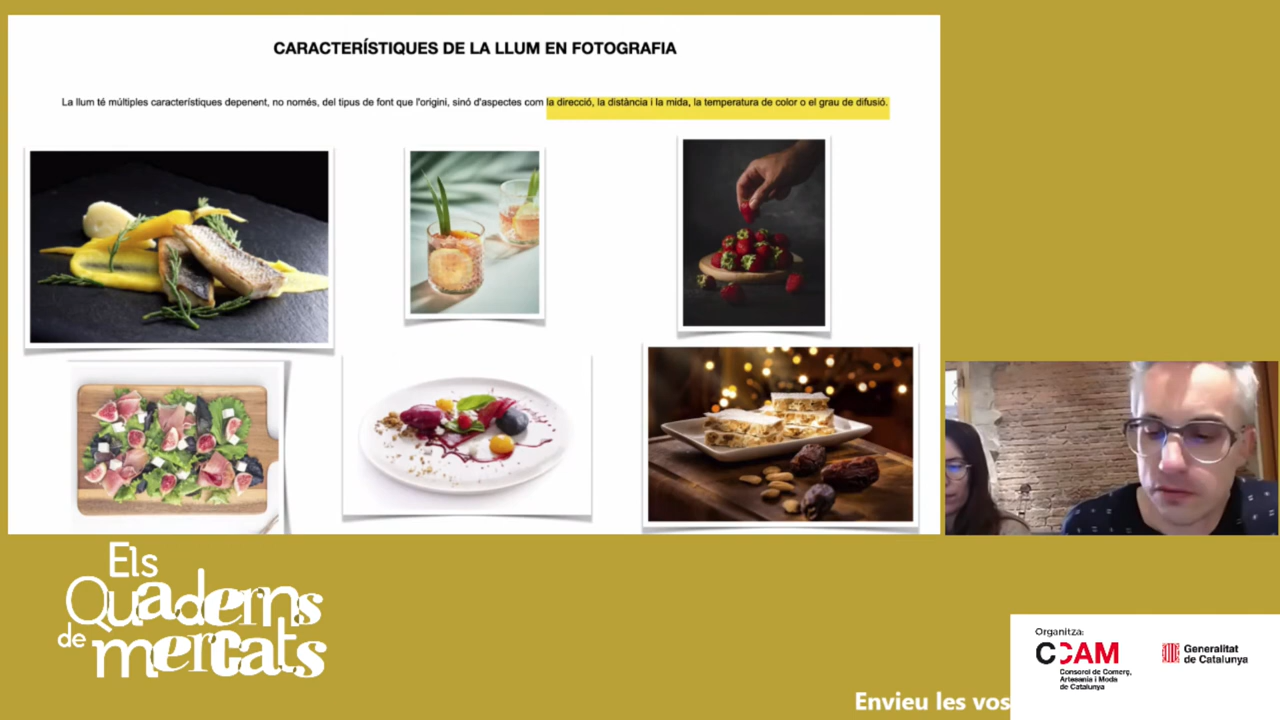 CARACTERÍSTIQUES DE LA LLUM EN FOTOGRAFIA
La llum té múltiples característiques depenent, no només, del tipus de font que l'origini, sinó d'aspectes com la direcció, la distància i la mida, la temperatura de color o el grau de difusió.
Els
Quaderns
de mercats
Organitza:
CCAM
Consorci de Comerç,
Artesania i Moda
de Catalunya
Generalitat
de Catalunya
Envieu les vos